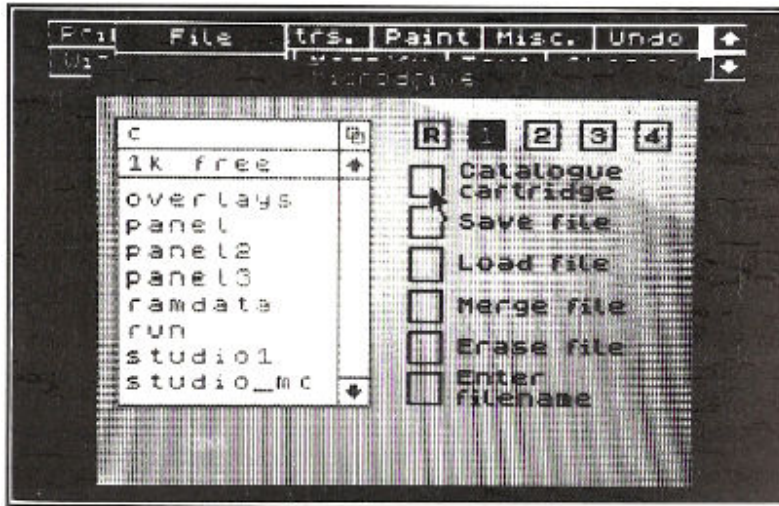 File trs. Paint Misc. Undo
Microdrive
c
1k free
overlays
panel
panel2
panel3
ramdata
run
studio1
studio_mc
R 1 2 3 4
Catalogue
cartridge
Save file
Load file
Merge file
Erase file
Enter
filename